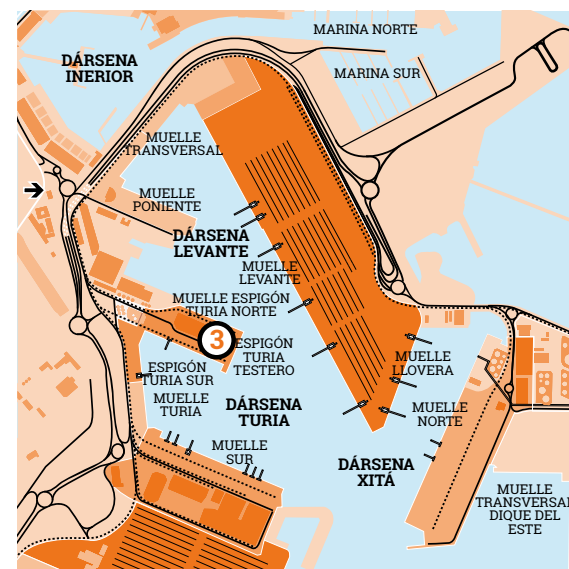 MARINA NORTE
DÁRSENA
INERIOR
MARINA SUR
MUELLE
TRANSVERSAL
MUELLE
PONIENTE
DÁRSENA
LEVANTE
MUELLE
LEVANTE
MUELLE ESPIGÓN
TURIA NORTE
3
ESPIGÓN
TURIA
TESTERO
ESPIGÓN
TURIA SUR
MUELLE
LLOVERA
MUELLE
TURIA
DÁRSENA
TURIA
MUELLE
NORTE
MUELLE
SUR
DÁRSENA
XITÁ
MUELLE
TRANSVERSAL
DIQUE DEL
ESTE